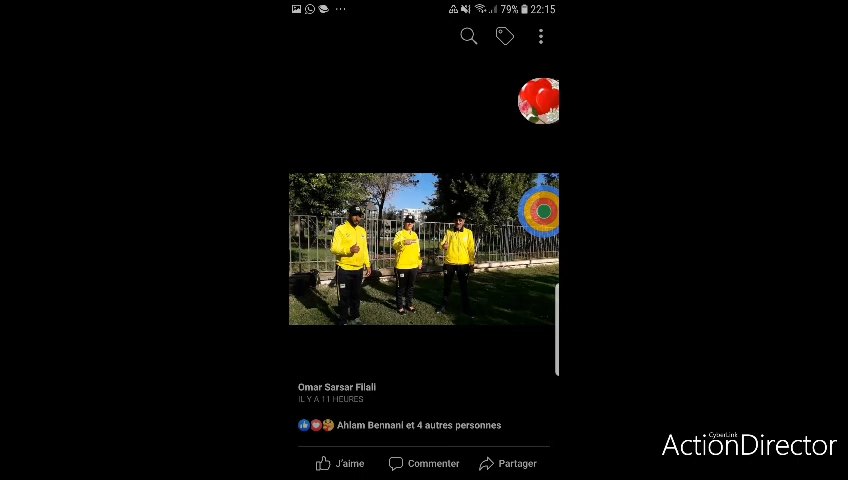 79% 22:15
Omar Sarsar Filali
IL Y A 11 HEURES
Ahlam Bennani et 4 autres personnes
J'aime Commenter Partager
CyberLink
ActionDirector